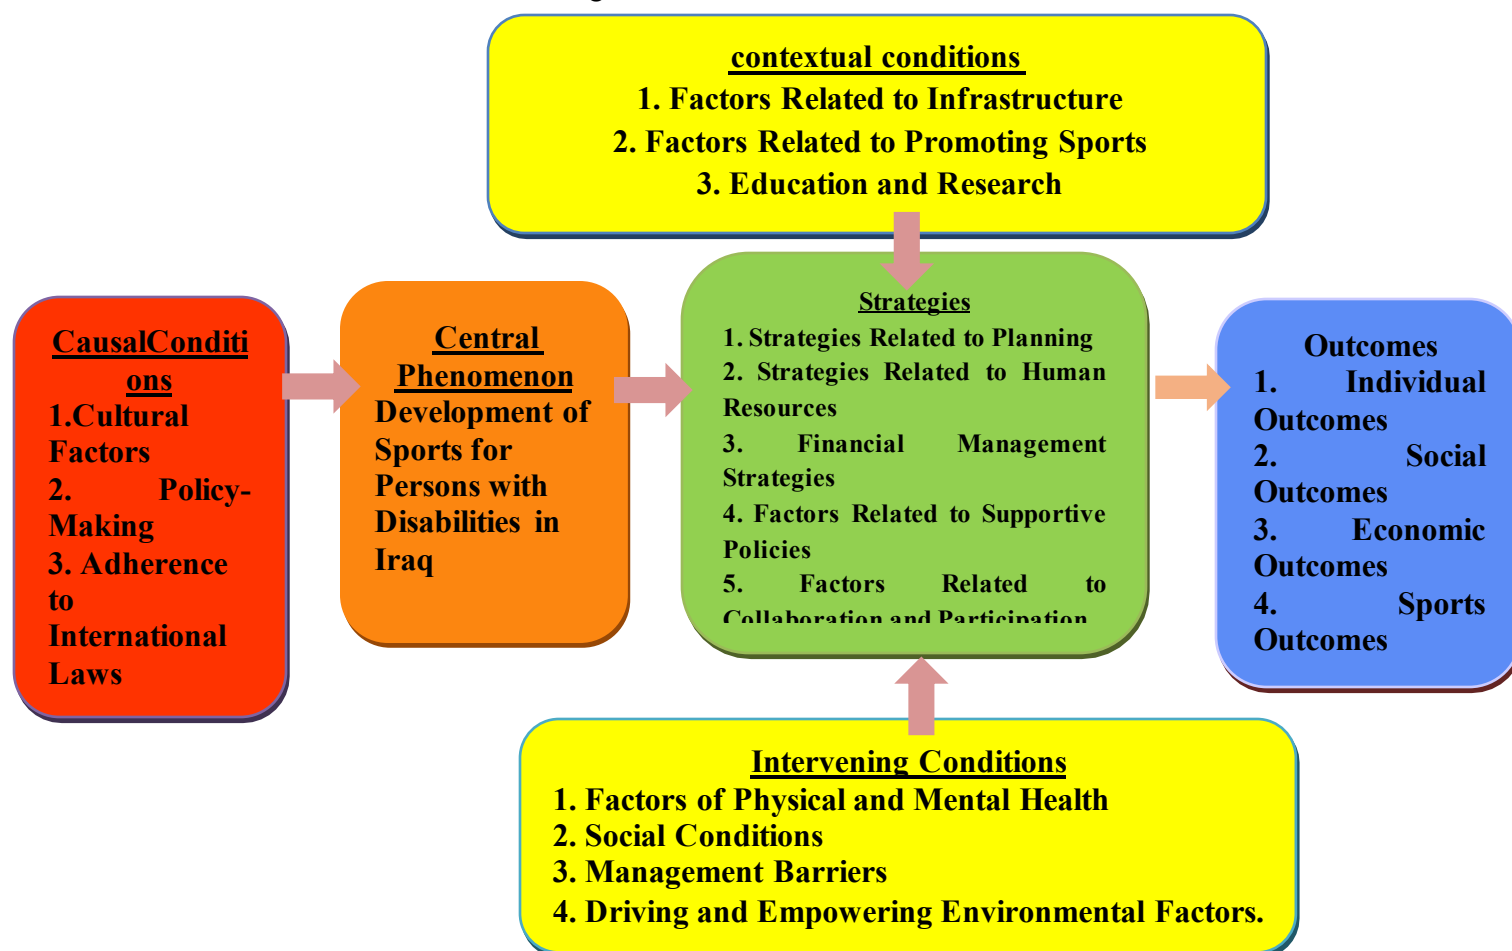 contextual conditions
1. Factors Related to Infrastructure
2. Factors Related to Promoting Sports
3. Education and Research
CausalConditi
ons
1.Cultural
Factors
2. Policy-
Making
3. Adherence
to
International
Laws
Central
Phenomenon
Development of
Sports for
Persons with
Disabilities in
Iraq
Strategies
1. Strategies Related to Planning
2. Strategies Related to Human
Resources
3. Financial Management
Strategies
4. Factors Related to Supportive
Policies
5. Factors Related to
Collaboration and Participation
Outcomes
1. Individual
Outcomes
2. Social
Outcomes
3. Economic
Outcomes
4. Sports
Outcomes
Intervening Conditions
1. Factors of Physical and Mental Health
2. Social Conditions
3. Management Barriers
4. Driving and Empowering Environmental Factors.